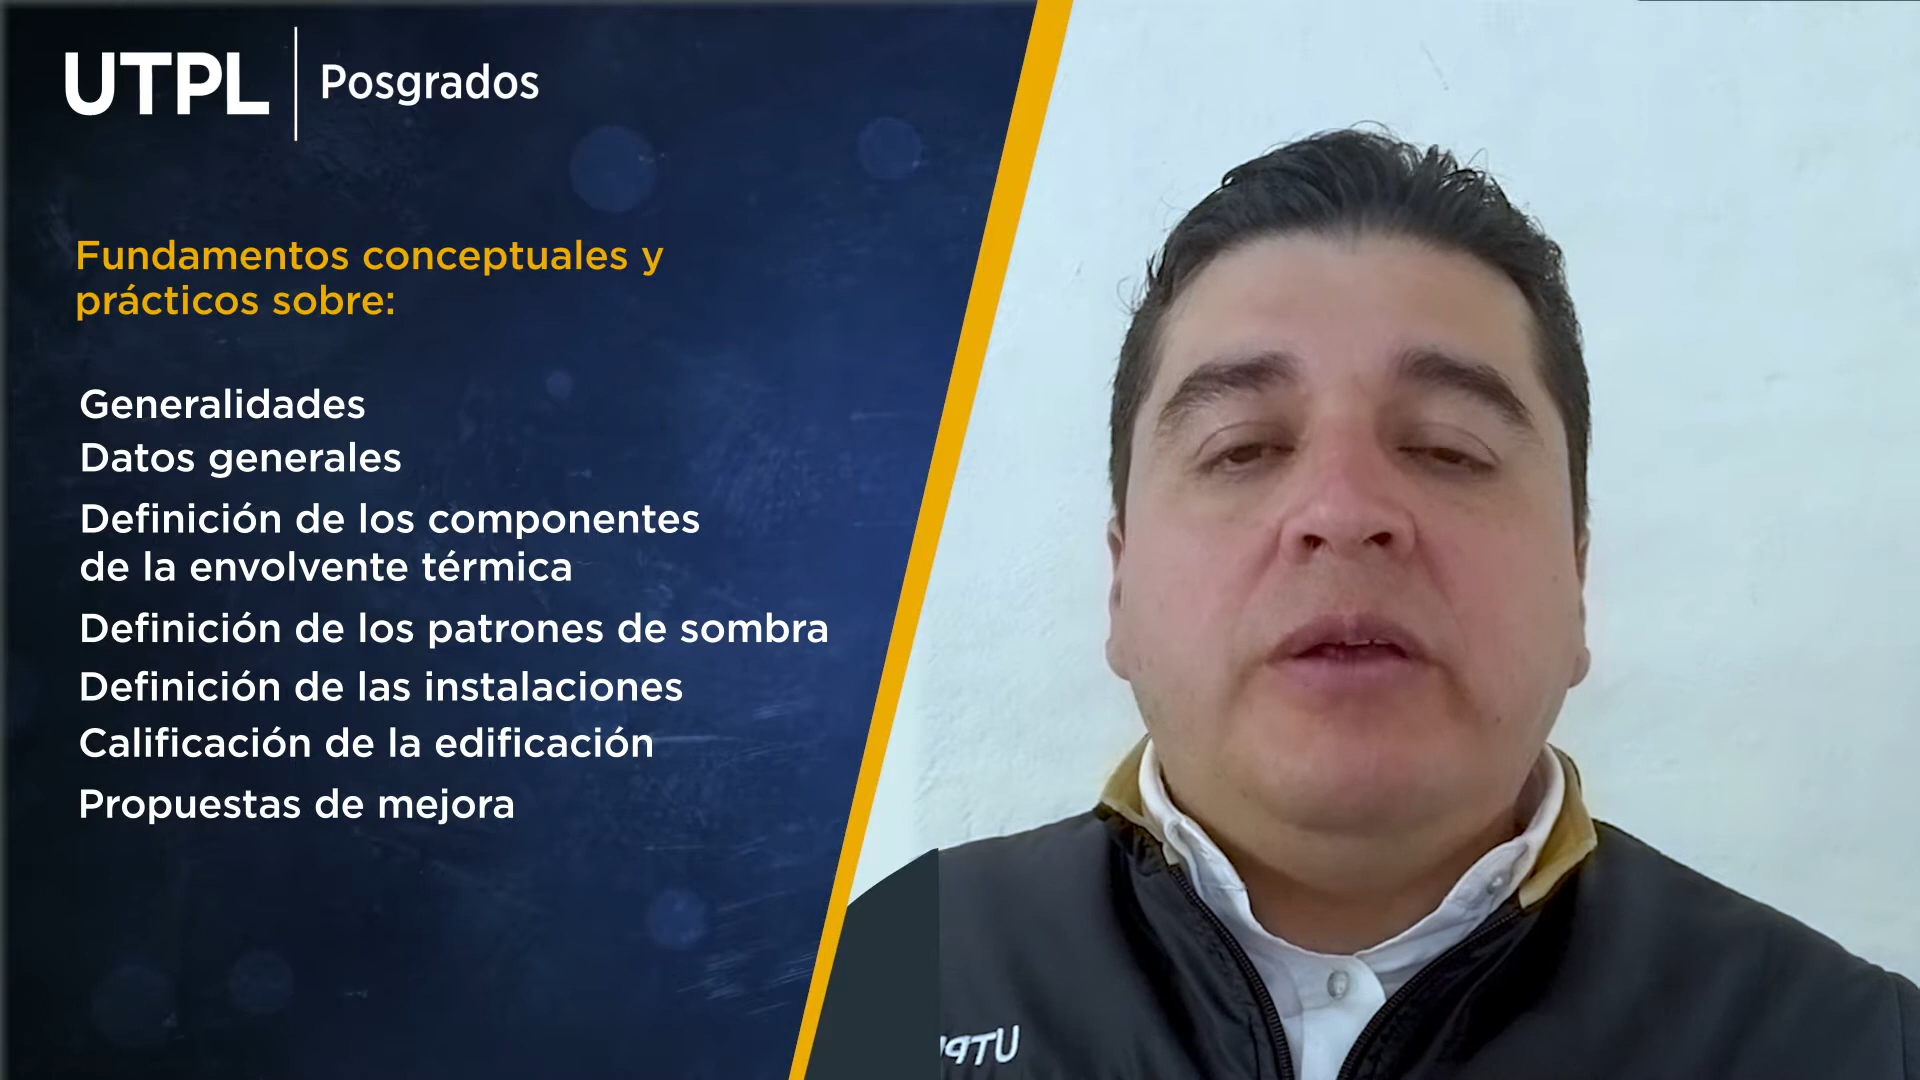 UTPL
Posgrados
Fundamentos conceptuales y
prácticos sobre:
Generalidades
Datos generales
Definición de los componentes
de la envolvente térmica
Definición de los patrones de sombra
Definición de las instalaciones
Calificación de la edificación
Propuestas de mejora
UTP